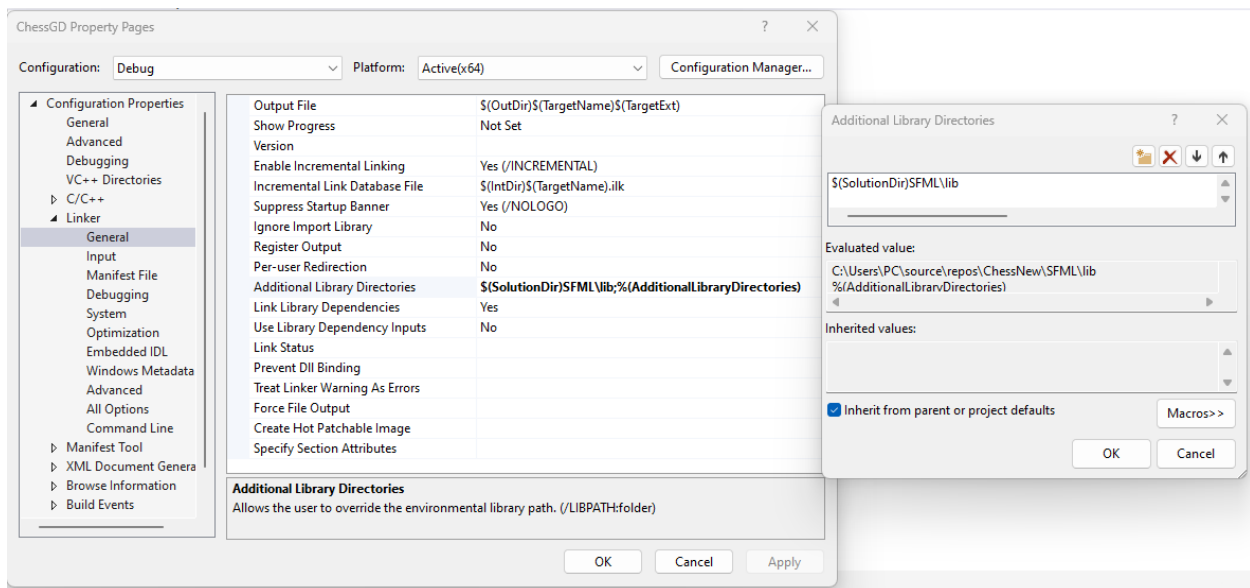 ChessGD Property Pages
Configuration: Debug Platform: Active(x64) Configuration Manager...
Configuration Properties
General
Advanced
Debugging
VC++ Directories
C/C++
Linker
General
Input
Manifest File
Debugging
System
Optimization
Embedded IDL
Windows Metadata
Advanced
All Options
Command Line
Manifest Tool
XML Document Genera
Browse Information
Build Events
Output File $(OutDir)$(TargetName)$(TargetExt)
Show Progress Not Set
Version
Enable Incremental Linking Yes (/INCREMENTAL)
Incremental Link Database File $(IntDir)$(TargetName).ilk
Suppress Startup Banner Yes (/NOLOGO)
Ignore Import Library No
Register Output No
Per-user Redirection No
Additional Library Directories $(SolutionDir)SFML\lib;%(AdditionalLibraryDirectories)
Link Library Dependencies Yes
Use Library Dependency Inputs No
Link Status
Prevent Dll Binding
Treat Linker Warning As Errors
Force File Output
Create Hot Patchable Image
Specify Section Attributes
Additional Library Directories
Allows the user to override the environmental library path. (/LIBPATH:folder)
OK Cancel Apply
Additional Library Directories
$(SolutionDir)SFML\lib
Evaluated value:
C:\Users\PC\source\repos\ChessNew\SFML\lib
%(AdditionalLibraryDirectories)
Inherited values:
Inherit from parent or project defaults
Macros>>
OK Cancel